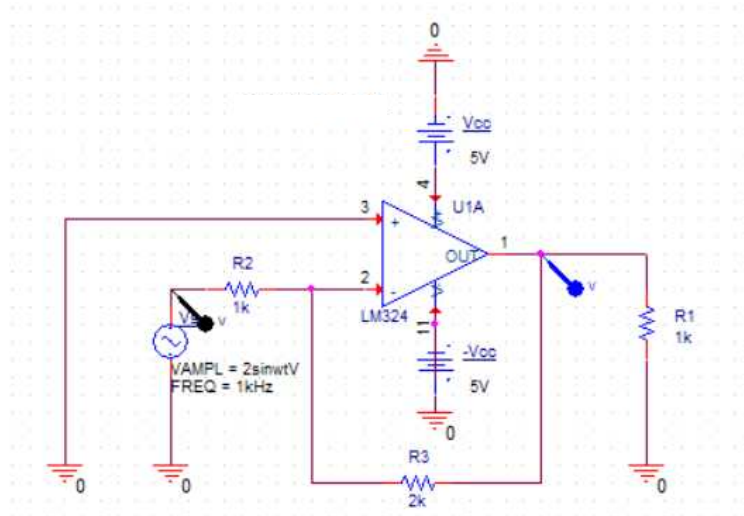 0
Vcc
5V
4
U1A
3
+
1
OUT
R2
2
-
1k
LM324
V
V
11
-Vcc
5V
R1
1k
VAMPL = 2sinwtV
FREQ = 1kHz
0
R3
2k
0
0
0